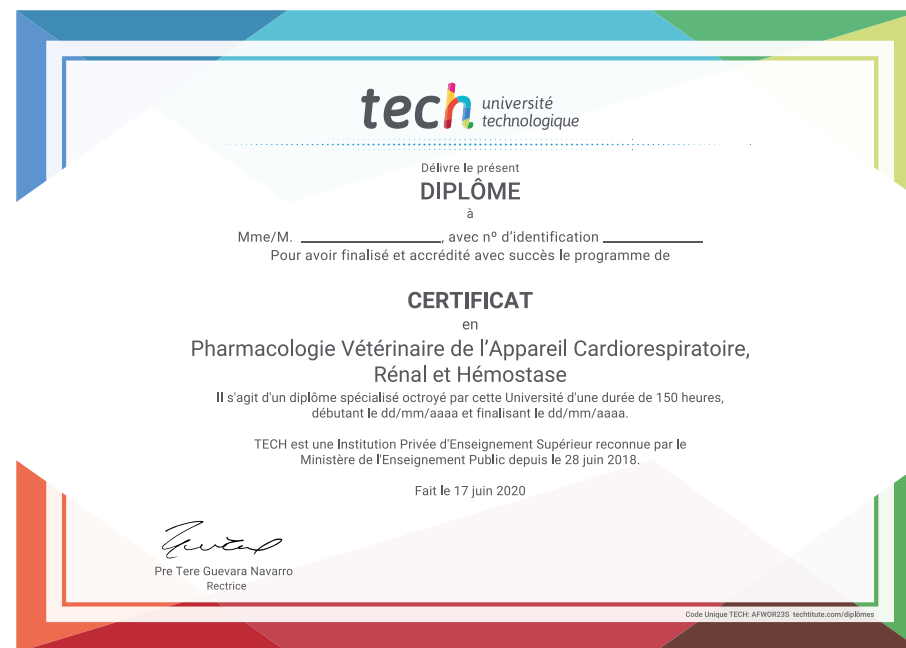 tech université
technologique
Délivre le présent
DIPLÔME
à
Mme/M. ____________________, avec nº d'identification ______________
Pour avoir finalisé et accrédité avec succès le programme de
CERTIFICAT
en
Pharmacologie Vétérinaire de l'Appareil Cardiorespiratoire,
Rénal et Hémostase
Il s'agit d'un diplôme spécialisé octroyé par cette Université d'une durée de 150 heures,
débutant le dd/mm/aaaa et finalisant le dd/mm/aaaa.
TECH est une Institution Privée d'Enseignement Supérieur reconnue par le
Ministère de l'Enseignement Public depuis le 28 juin 2018.
Fait le 17 juin 2020
Pre Tere Guevara Navarro
Rectrice
Code Unique TECH: AFWOR23S techtitute.com/diplômes